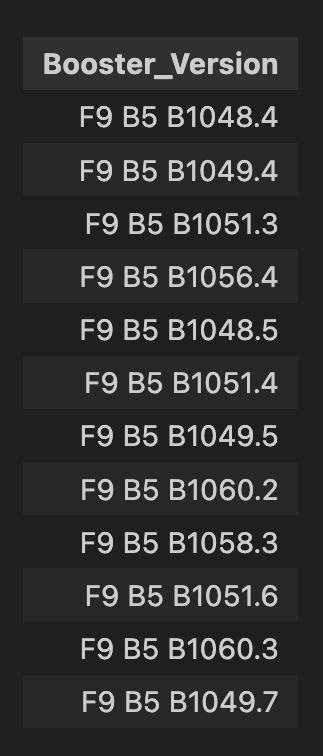 Booster_Version
F9 B5 B1048.4
F9 B5 B1049.4
F9 B5 B1051.3
F9 B5 B1056.4
F9 B5 B1048.5
F9 B5 B1051.4
F9 B5 B1049.5
F9 B5 B1060.2
F9 B5 B1058.3
F9 B5 B1051.6
F9 B5 B1060.3
F9 B5 B1049.7